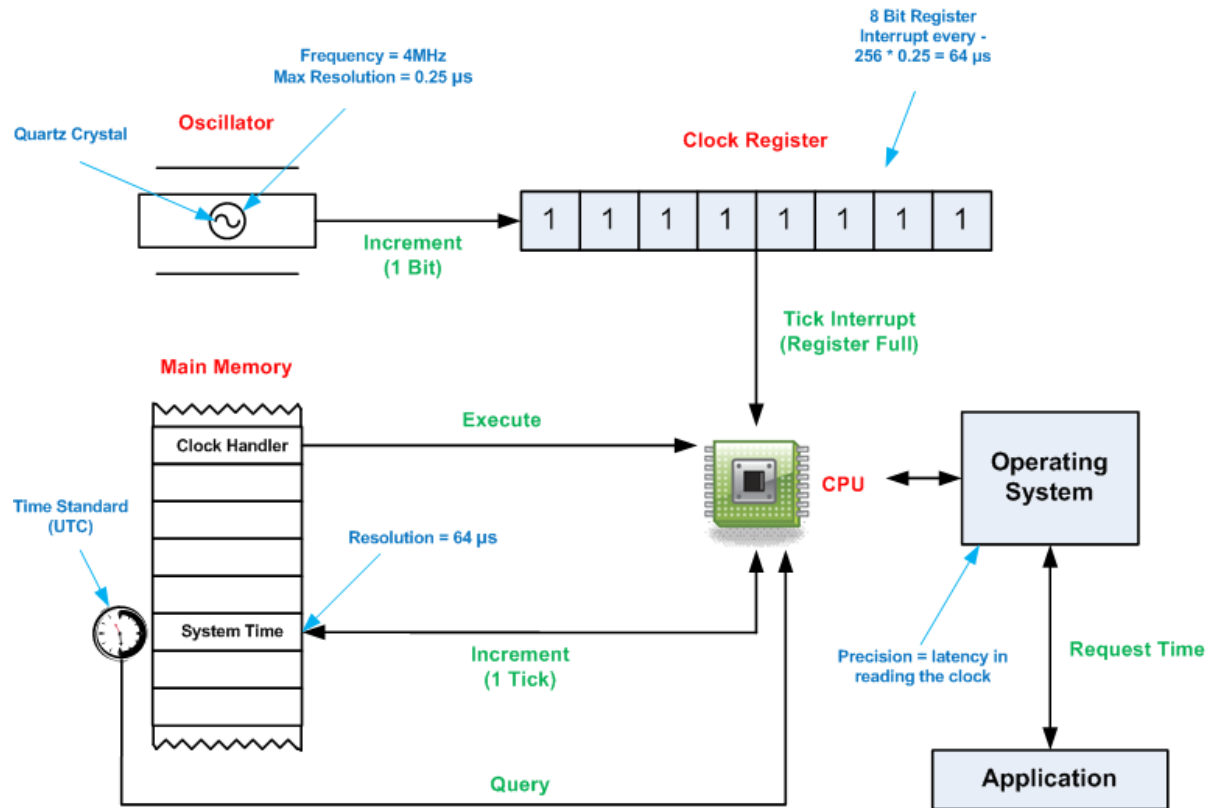 8 Bit Register
Interrupt every -
256 * 0.25 = 64 µs
Frequency = 4MHz
Max Resolution = 0.25 µs
Oscillator
Quartz Crystal
Clock Register
1 1 1 1 1 1 1 1
Increment
(1 Bit)
Tick Interrupt
(Register Full)
Main Memory
Clock Handler
Execute
CPU
Operating
System
Time Standard
(UTC)
Resolution = 64 µs
System Time
Increment
(1 Tick)
Precision = latency in
reading the clock
Request Time
Query
Application